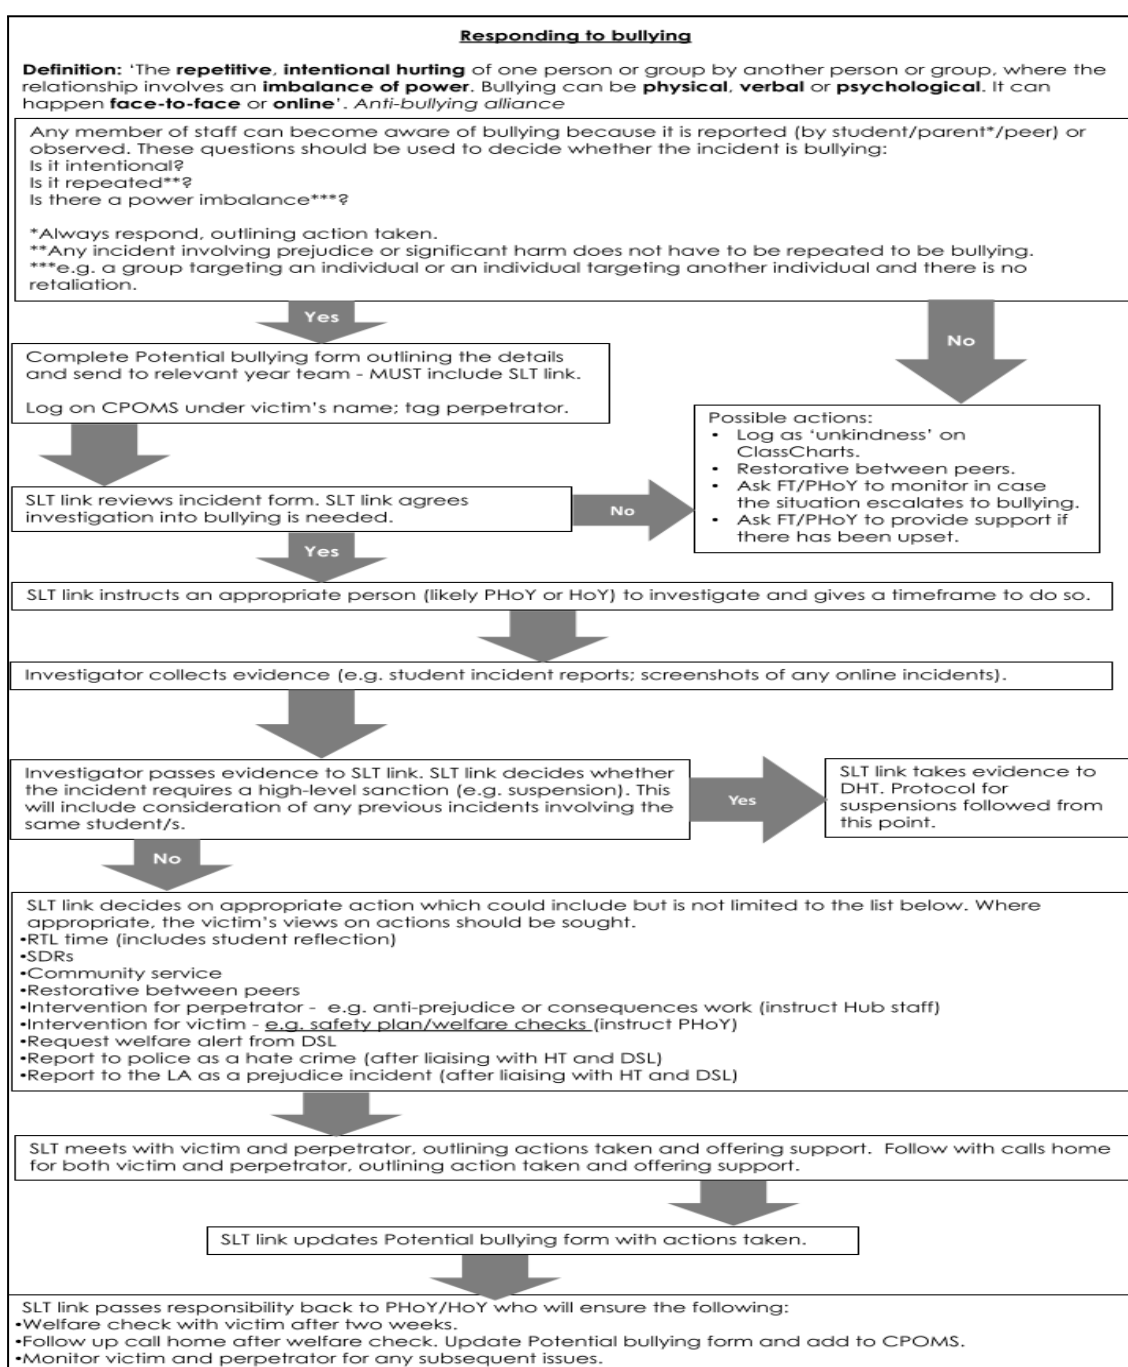 Responding to bullying
Definition: ‘The repetitive, intentional hurting of one person or group by another person or group, where the
relationship involves an imbalance of power. Bullying can be physical, verbal or psychological. It can
happen face-to-face or online’. Anti-bullying alliance
Any member of staff can become aware of bullying because it is reported (by student/parent*/peer) or
observed. These questions should be used to decide whether the incident is bullying:
Is it intentional?
Is it repeated**?
Is there a power imbalance***?
*Always respond, outlining action taken.
**Any incident involving prejudice or significant harm does not have to be repeated to be bullying.
***e.g. a group targeting an individual or an individual targeting another individual and there is no
retaliation.
Yes
No
Complete Potential bullying form outlining the details
and send to relevant year team - MUST include SLT link.
Log on CPOMS under victim’s name; tag perpetrator.
Possible actions:
• Log as ‘unkindness’ on
ClassCharts.
• Restorative between peers.
• Ask FT/PHoY to monitor in case
the situation escalates to bullying.
• Ask FT/PHoY to provide support if
there has been upset.
SLT link reviews incident form. SLT link agrees
investigation into bullying is needed.
No
Yes
SLT link instructs an appropriate person (likely PHoY or HoY) to investigate and gives a timeframe to do so.
Investigator collects evidence (e.g. student incident reports; screenshots of any online incidents).
Investigator passes evidence to SLT link. SLT link decides whether
the incident requires a high-level sanction (e.g. suspension). This
will include consideration of any previous incidents involving the
same student/s.
Yes
SLT link takes evidence to
DHT. Protocol for
suspensions followed from
this point.
No
SLT link decides on appropriate action which could include but is not limited to the list below. Where
appropriate, the victim’s views on actions should be sought.
•RTL time (includes student reflection)
•SDRs
•Community service
•Restorative between peers
•Intervention for perpetrator - e.g. anti-prejudice or consequences work (instruct Hub staff)
•Intervention for victim - e.g. safety plan/welfare checks (instruct PHoY)
•Request welfare alert from DSL
•Report to police as a hate crime (after liaising with HT and DSL)
•Report to the LA as a prejudice incident (after liaising with HT and DSL)
SLT meets with victim and perpetrator, outlining actions taken and offering support. Follow with calls home
for both victim and perpetrator, outlining action taken and offering support.
SLT link updates Potential bullying form with actions taken.
SLT link passes responsibility back to PHoY/HoY who will ensure the following:
•Welfare check with victim after two weeks.
•Follow up call home after welfare check. Update Potential bullying form and add to CPOMS.
•Monitor victim and perpetrator for any subsequent issues.